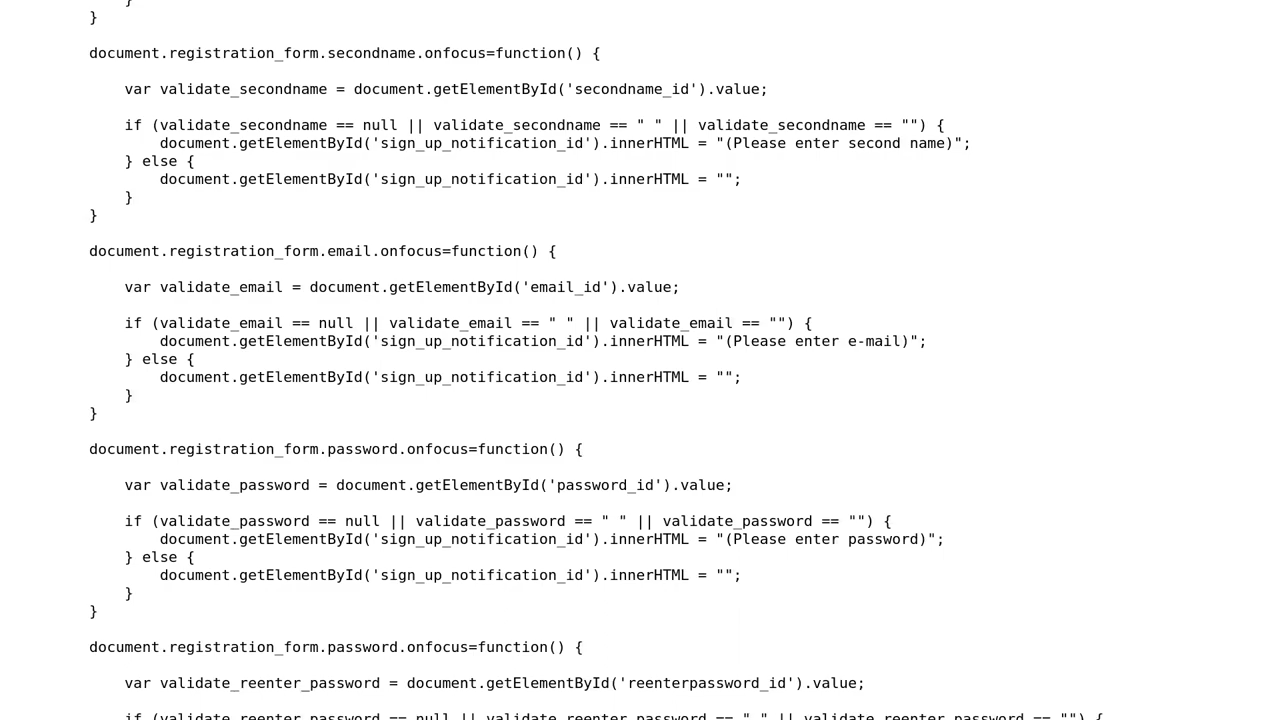 }
}
document.registration_form.secondname.onfocus=function() {
var validate_secondname = document.getElementById('secondname_id').value;
if (validate_secondname == null || validate_secondname == " " || validate_secondname == "") {
document.getElementById('sign_up_notification_id').innerHTML = "(Please enter second name)";
} else {
document.getElementById('sign_up_notification_id').innerHTML = "";
}
}
document.registration_form.email.onfocus=function() {
var validate_email = document.getElementById('email_id').value;
if (validate_email == null || validate_email == " " || validate_email == "") {
document.getElementById('sign_up_notification_id').innerHTML = "(Please enter e-mail)";
} else {
document.getElementById('sign_up_notification_id').innerHTML = "";
}
}
document.registration_form.password.onfocus=function() {
var validate_password = document.getElementById('password_id').value;
if (validate_password == null || validate_password == " " || validate_password == "") {
document.getElementById('sign_up_notification_id').innerHTML = "(Please enter password)";
} else {
document.getElementById('sign_up_notification_id').innerHTML = "";
}
}
document.registration_form.password.onfocus=function() {
var validate_reenter_password = document.getElementById('reenterpassword_id').value;
if (validate_reenter_password == null || validate_reenter_password == " " || validate_reenter_password == "") {